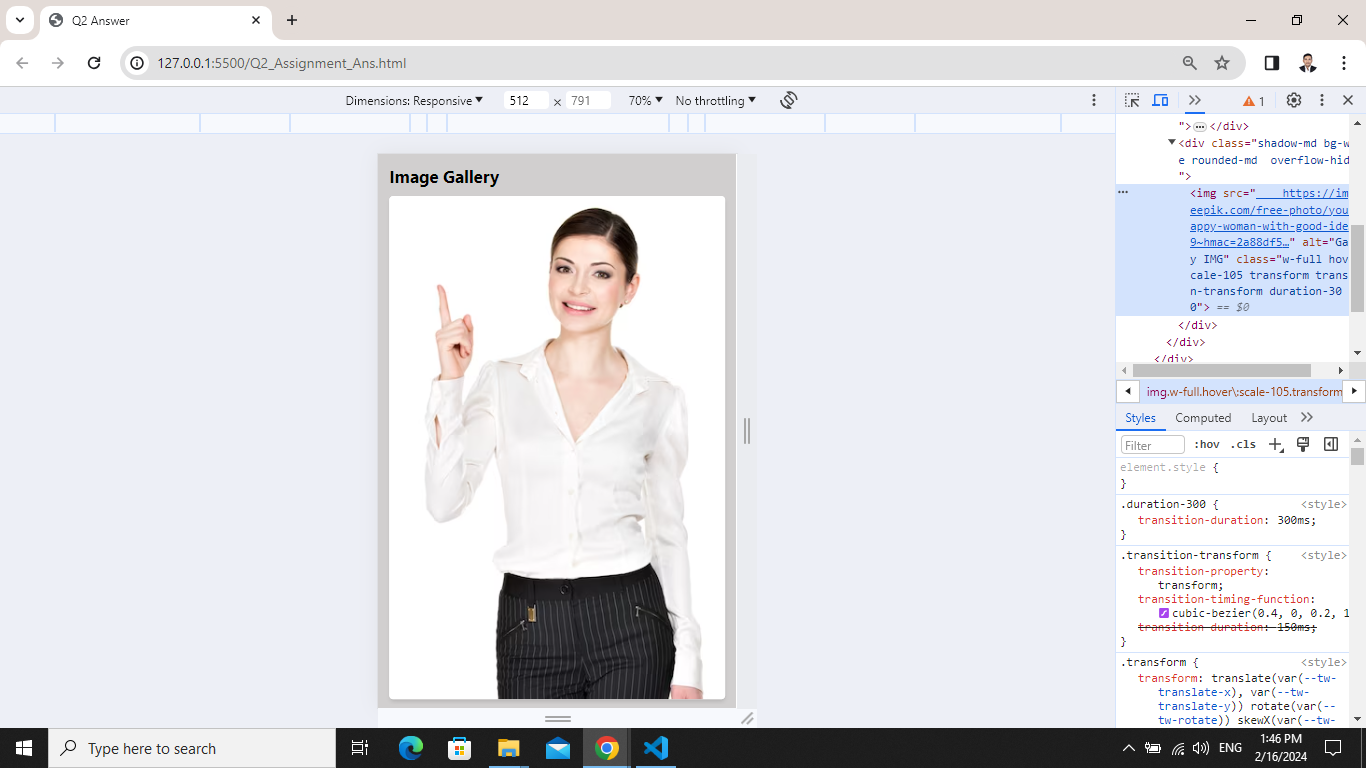 Q2 Answer
127.0.0.1:5500/Q2_Assignment_Ans.html
Dimensions: Responsive 512 × 791 70% No throttling
1
Image Gallery
"> ••• </div>
<div class="shadow-md bg-w
e rounded-md overflow-hid
">
<img src="    https://im
eepik.com/free-photo/you
appy-woman-with-good-ide
9~hmac=2a88df5…" alt="Ga
y IMG" class="w-full hov
cale-105 transform trans
n-transform duration-30
0"> == $0
</div>
</div>
</div>
img.w-full.hover\:scale-105.transform
Styles Computed Layout
Filter :hov .cls
element.style {
}
.duration-300 { <style>
transition-duration: 300ms;
}
.transition-transform { <style>
transition-property:
transform;
transition-timing-function:
cubic-bezier(0.4, 0, 0.2, 1
transition-duration: 150ms;
}
.transform { <style>
transform: translate(var(--tw-
translate-x), var(--tw-
translate-y)) rotate(var(--
tw-rotate)) skewX(var(--tw-
Type here to search
ENG
1:46 PM
2/16/2024